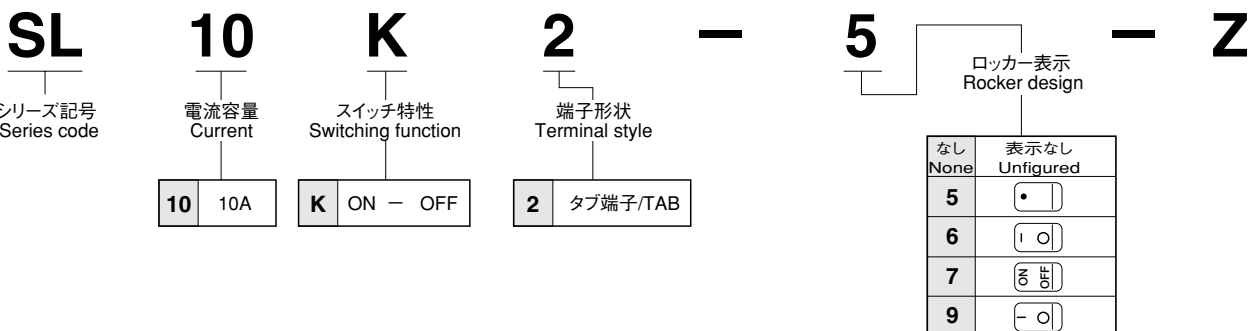 SL 10 K 2 － 5 － Z
シリーズ記号
Series code
電流容量
Current
スイッチ特性
Switching function
端子形状
Terminal style
ロッカー表示
Rocker design
10 10A
K ON － OFF
2 タブ端子/TAB
なし 表示なし
None Unfigured
5
6 I O
7 ON OFF
9 – O